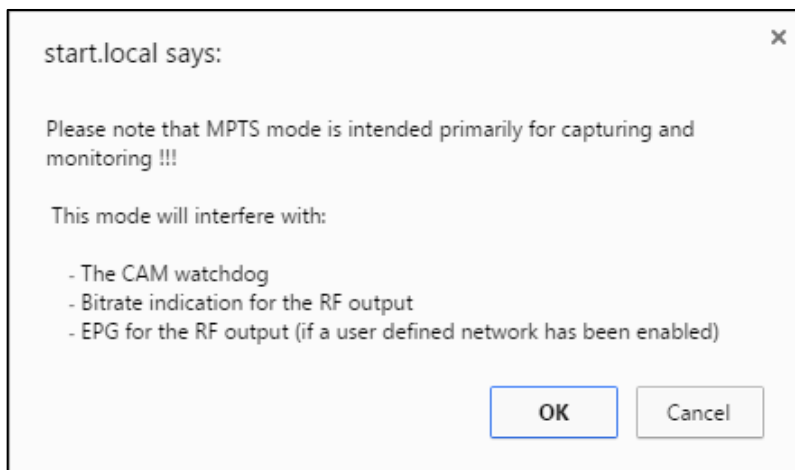 start.local says:
Please note that MPTS mode is intended primarily for capturing and
monitoring !!!
This mode will interfere with:
- The CAM watchdog
- Bitrate indication for the RF output
- EPG for the RF output (if a user defined network has been enabled)
OK Cancel